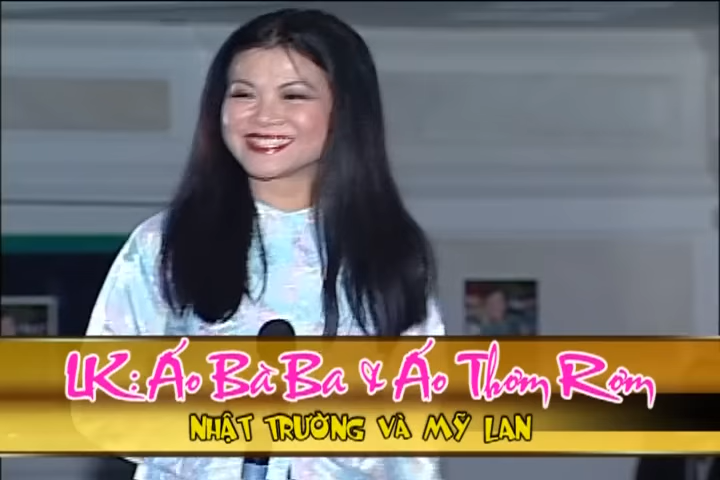 LK: Áo Bà Ba & Áo Thơm Rơm
NHẬT TRƯỜNG VÀ MỸ LAN